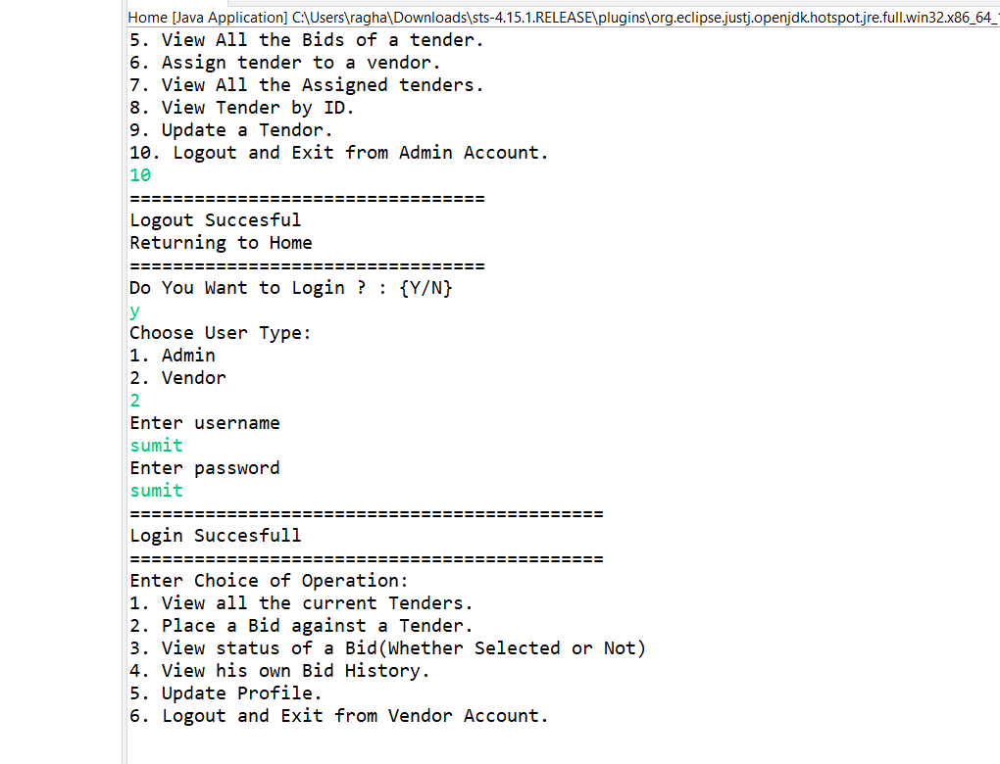 Home [Java Application] C:\Users\ragha\Downloads\sts-4.15.1.RELEASE\plugins\org.eclipse.justj.openjdk.hotspot.jre.full.win32.x86_64_
5. View All the Bids of a tender.
6. Assign tender to a vendor.
7. View All the Assigned tenders.
8. View Tender by ID.
9. Update a Tendor.
10. Logout and Exit from Admin Account.
10
=================================
Logout Succesful
Returning to Home
=================================
Do You Want to Login ? : {Y/N}
y
Choose User Type:
1. Admin
2. Vendor
2
Enter username
sumit
Enter password
sumit
============================================
Login Succesfull
============================================
Enter Choice of Operation:
1. View all the current Tenders.
2. Place a Bid against a Tender.
3. View status of a Bid(Whether Selected or Not)
4. View his own Bid History.
5. Update Profile.
6. Logout and Exit from Vendor Account.